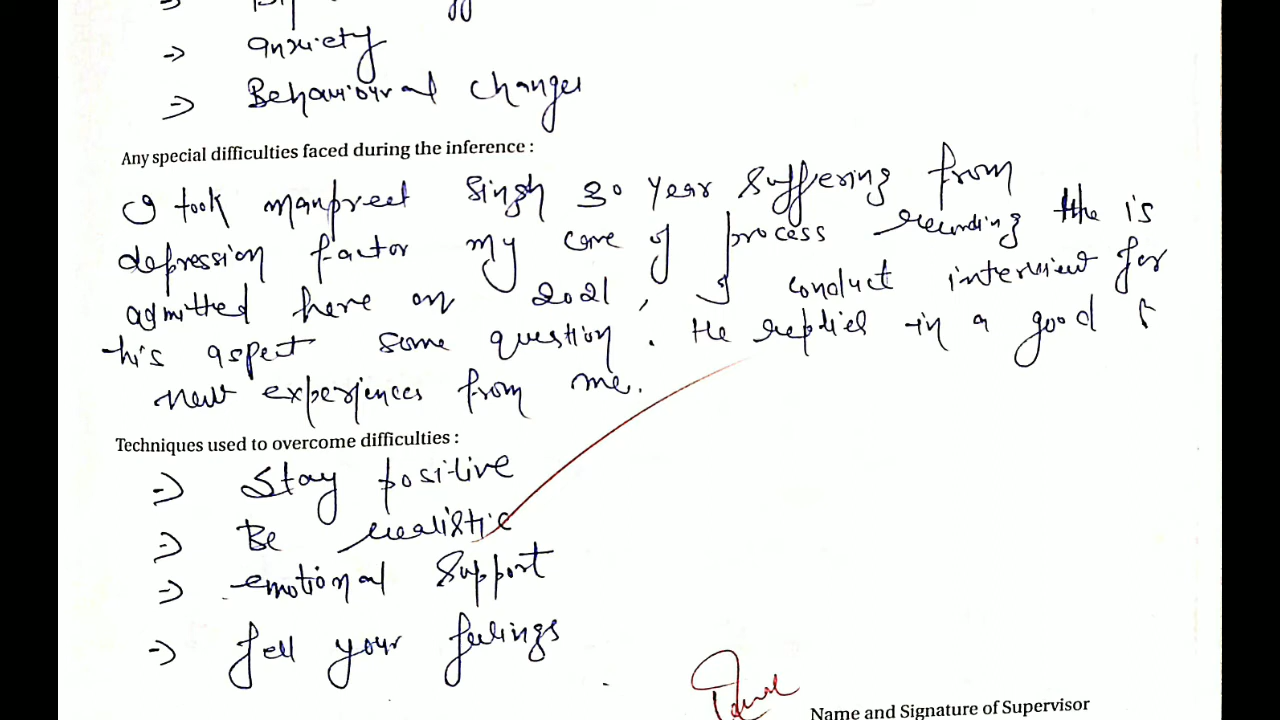 ⇒ Anxiety
⇒ Behavioural changes
Any special difficulties faced during the inference :
I took Manpreet Singh 30 year suffering from
depression factor my care of process recording the is
admitted here on 2021, I conduct interview for
his aspect some question. He replied in a good
new experiences from me.
Techniques used to overcome difficulties :
⇒ Stay positive
⇒ Be realistic
⇒ emotional support
⇒ fell your feelings
Name and Signature of Supervisor